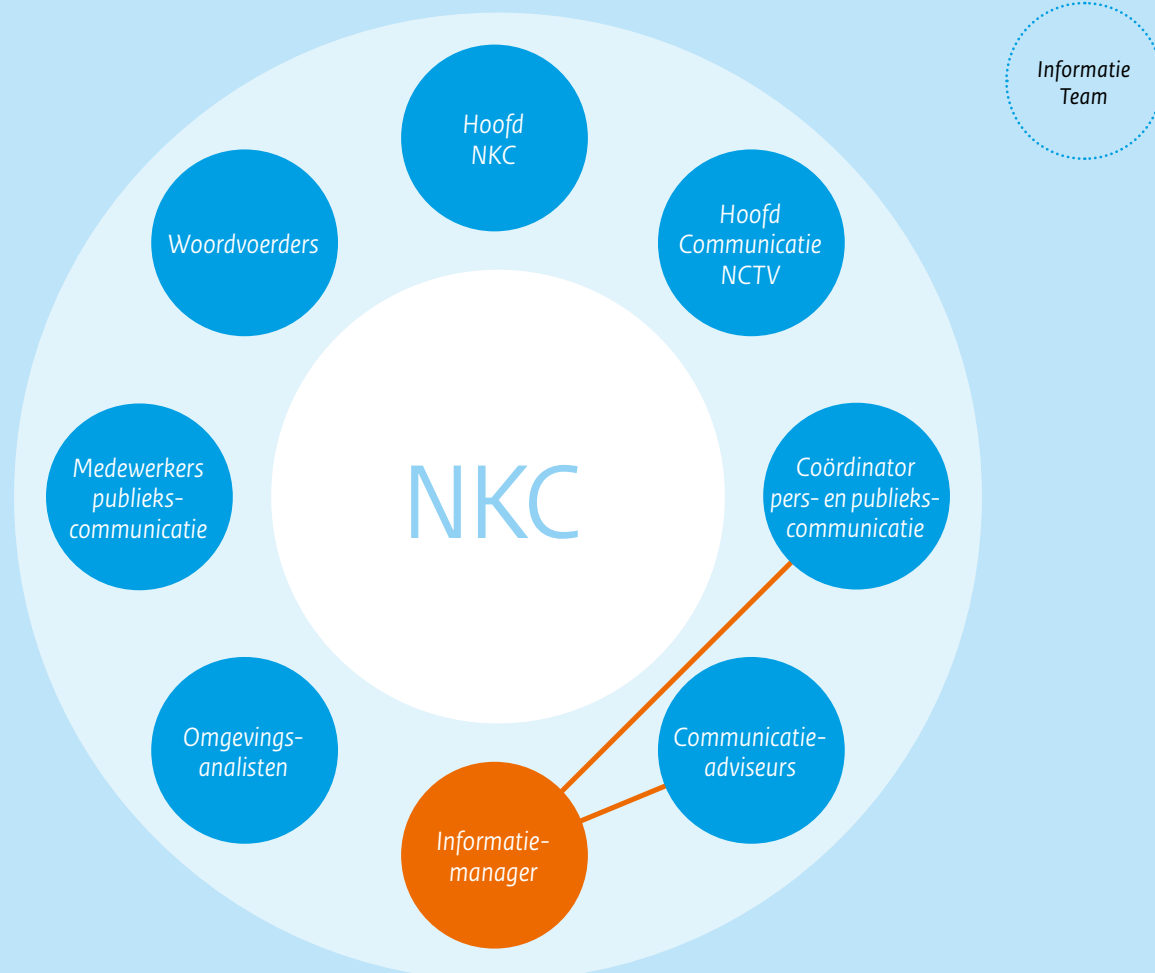 Informatie
Team
Hoofd
NKC
Hoofd
Communicatie
NCTV
Woordvoerders
Medewerkers
publieks-
communicatie
NKC
Coördinator
pers- en publieks-
communicatie
Omgevings-
analisten
Communicatie-
adviseurs
Informatie-
manager